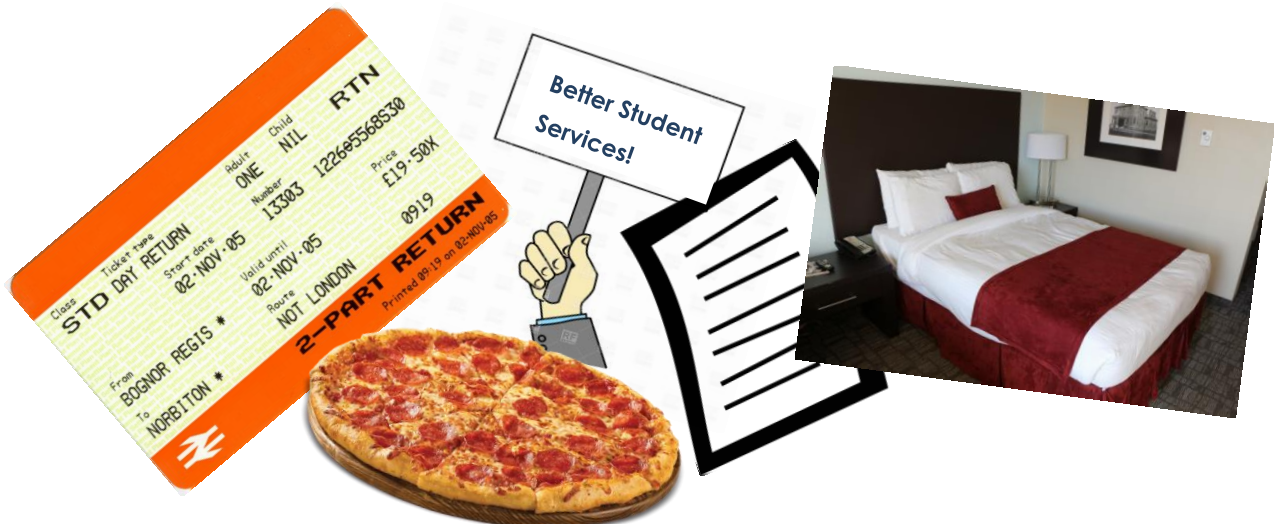 Class Ticket type Adult Child
STD DAY RETURN ONE NIL RTN
Start date Number
02·NOV·05 13303 122605568S30
From Valid until Price
BOGNOR REGIS * 02·NOV·05 £19·50X
To Route
NORBITON * NOT LONDON 0919
2-PART RETURN
Printed 09:19 on 02-NOV-05
Better Student
Services!